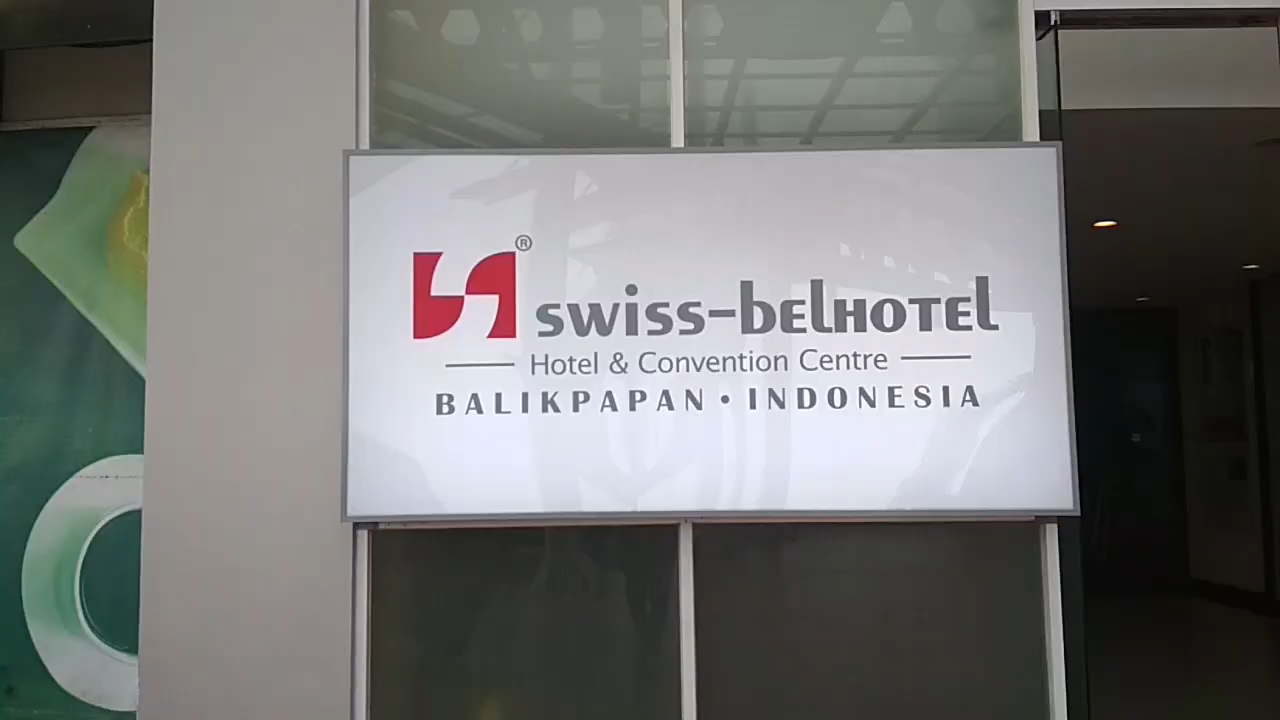 ®
swiss-belHOTEL
Hotel & Convention Centre
BALIKPAPAN • INDONESIA